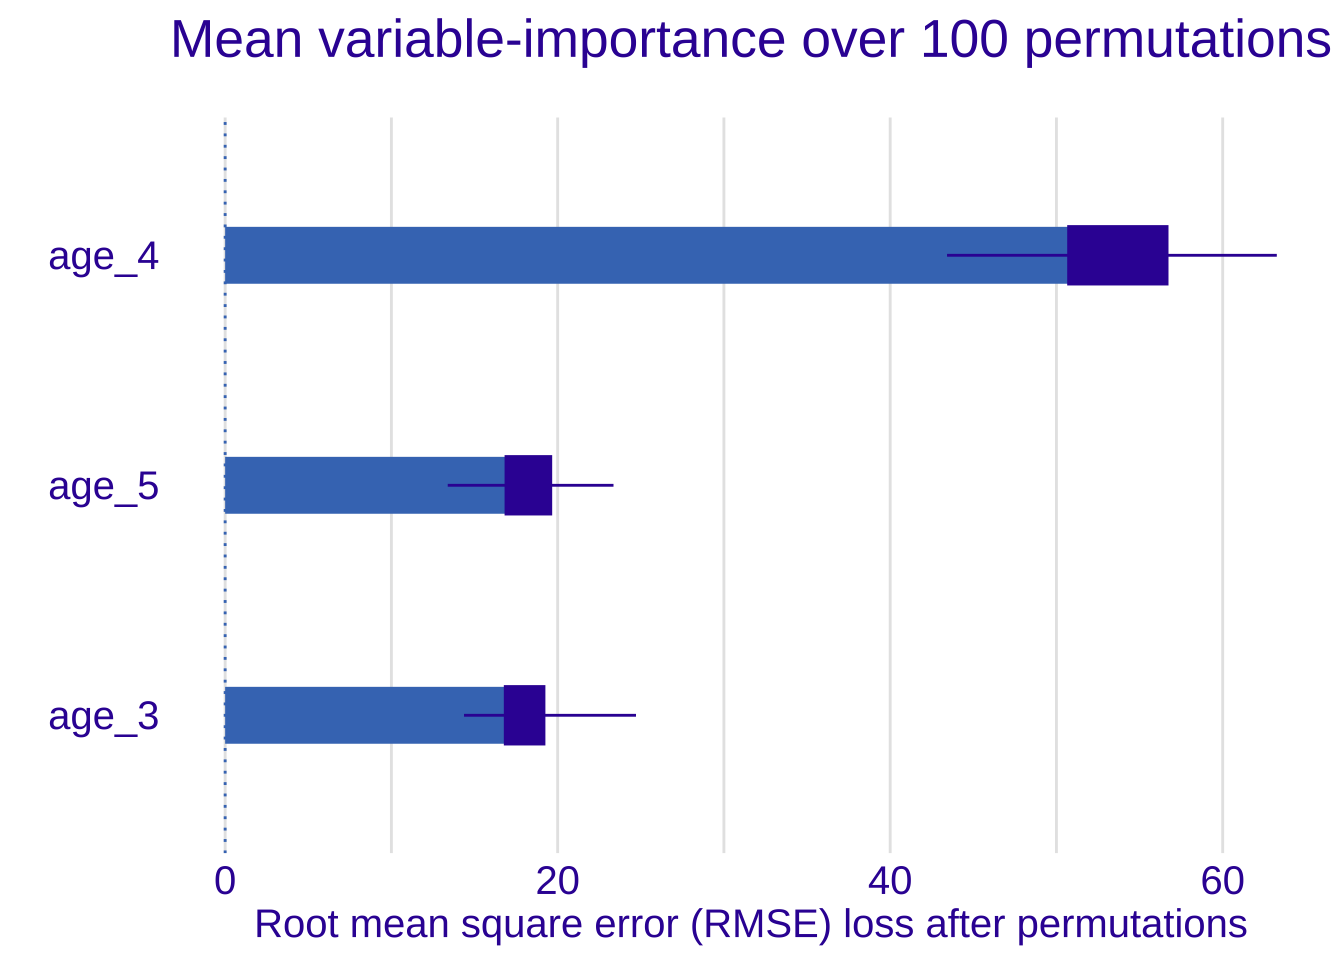 Mean variable-importance over 100 permutations
age_4
age_5
age_3
0 20 40 60
Root mean square error (RMSE) loss after permutations